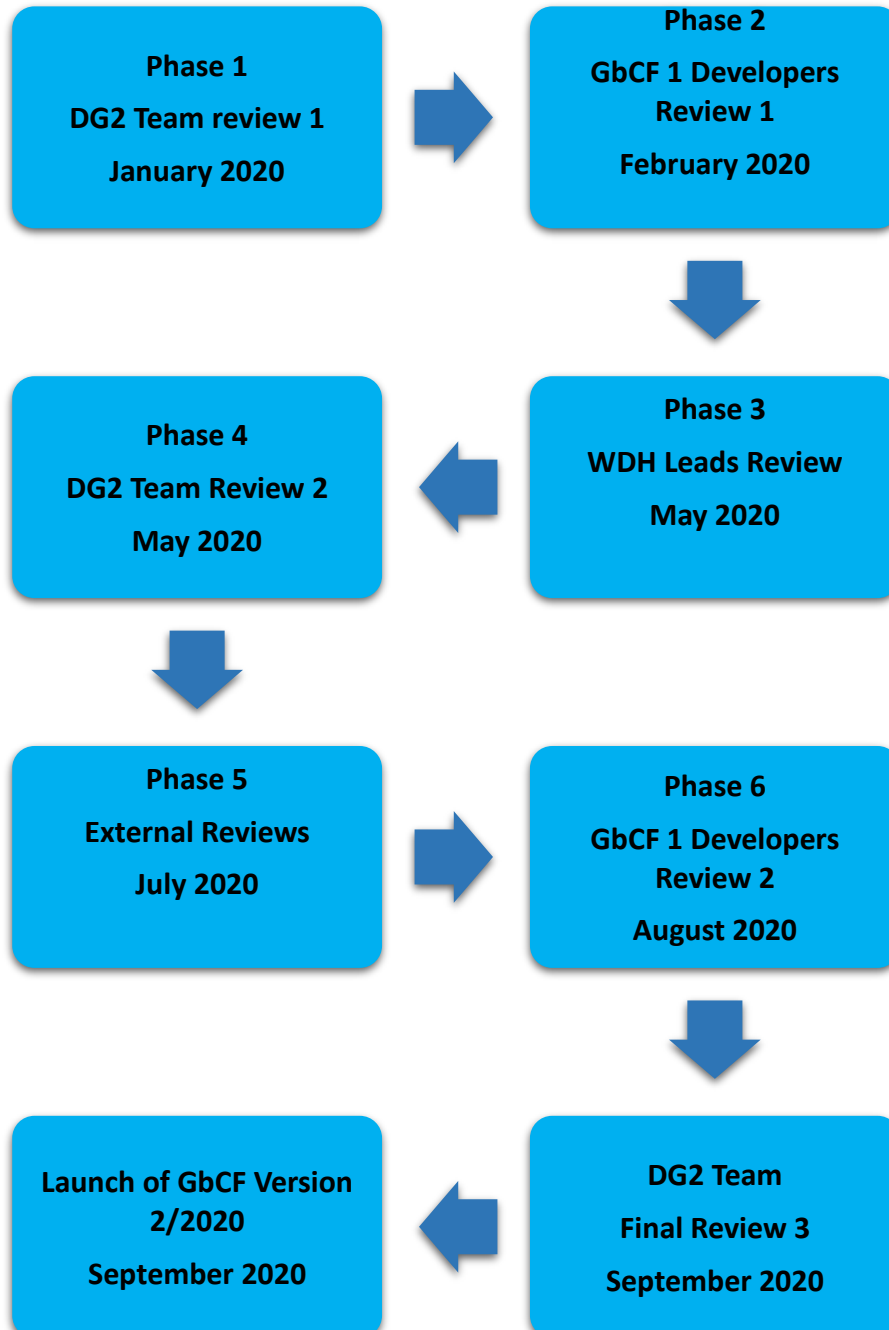 Phase 1
DG2 Team review 1
January 2020
Phase 2
GbCF 1 Developers
Review 1
February 2020
Phase 3
WDH Leads Review
May 2020
Phase 4
DG2 Team Review 2
May 2020
Phase 5
External Reviews
July 2020
Phase 6
GbCF 1 Developers
Review 2
August 2020
DG2 Team
Final Review 3
September 2020
Launch of GbCF Version
2/2020
September 2020